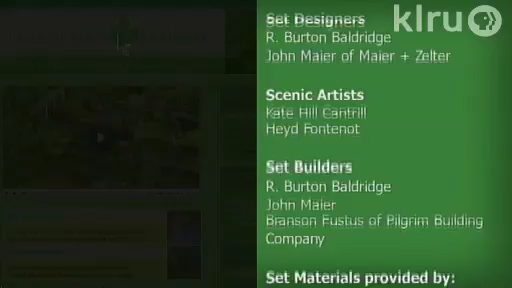 klru
Set Designers
R. Burton Baldridge
John Maier of Maier + Zelter
Scenic Artists
Kate Hill Cantrill
Heyd Fontenot
Set Builders
R. Burton Baldridge
John Maier
Branson Fustus of Pilgrim Building
Company
Set Materials provided by: